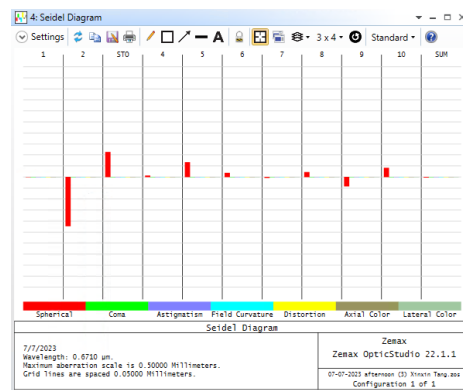 4: Seidel Diagram
Settings 3 x 4 Standard
1 2 STO 4 5 6 7 8 9 10 SUM
Spherical Coma Astigmatism Field Curvature Distortion Axial Color Lateral Color
Seidel Diagram
7/7/2023
Wavelength: 0.6710 µm.
Maximum aberration scale is 0.50000 Millimeters.
Grid lines are spaced 0.05000 Millimeters.
Zemax
Zemax OpticStudio 22.1.1
07-07-2023 afternoon (3) Xinxin Tang.zos
Configuration 1 of 1